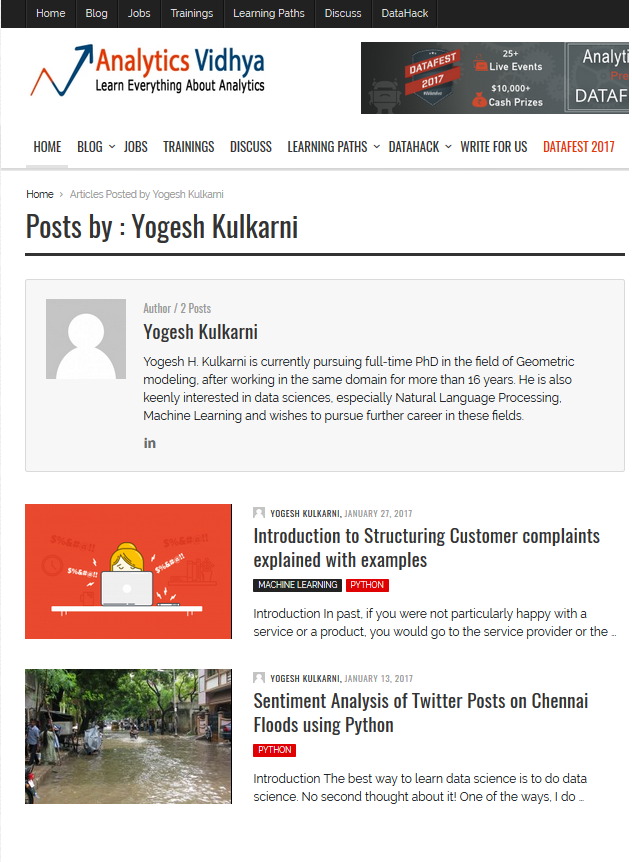 Home Blog Jobs Trainings Learning Paths Discuss DataHack
Analytics Vidhya
Learn Everything About Analytics
DATAFEST
2017
25+
Live Events
$10,000+
Cash Prizes
Analyti
Pre
DATAF
HOME BLOG JOBS TRAININGS DISCUSS LEARNING PATHS DATAHACK WRITE FOR US DATAFEST 2017
Home › Articles Posted by Yogesh Kulkarni
Posts by : Yogesh Kulkarni
Author / 2 Posts
Yogesh Kulkarni
Yogesh H. Kulkarni is currently pursuing full-time PhD in the field of Geometric
modeling, after working in the same domain for more than 16 years. He is also
keenly interested in data sciences, especially Natural Language Processing,
Machine Learning and wishes to pursue further career in these fields.
in
YOGESH KULKARNI, JANUARY 27, 2017
Introduction to Structuring Customer complaints
explained with examples
MACHINE LEARNING PYTHON
Introduction In past, if you were not particularly happy with a
service or a product, you would go to the service provider or the ...
5%&@#!!
5%&@#!!
5%&@#!!
5%&@#!!
YOGESH KULKARNI, JANUARY 13, 2017
Sentiment Analysis of Twitter Posts on Chennai
Floods using Python
PYTHON
Introduction The best way to learn data science is to do data
science. No second thought about it! One of the ways, I do ...